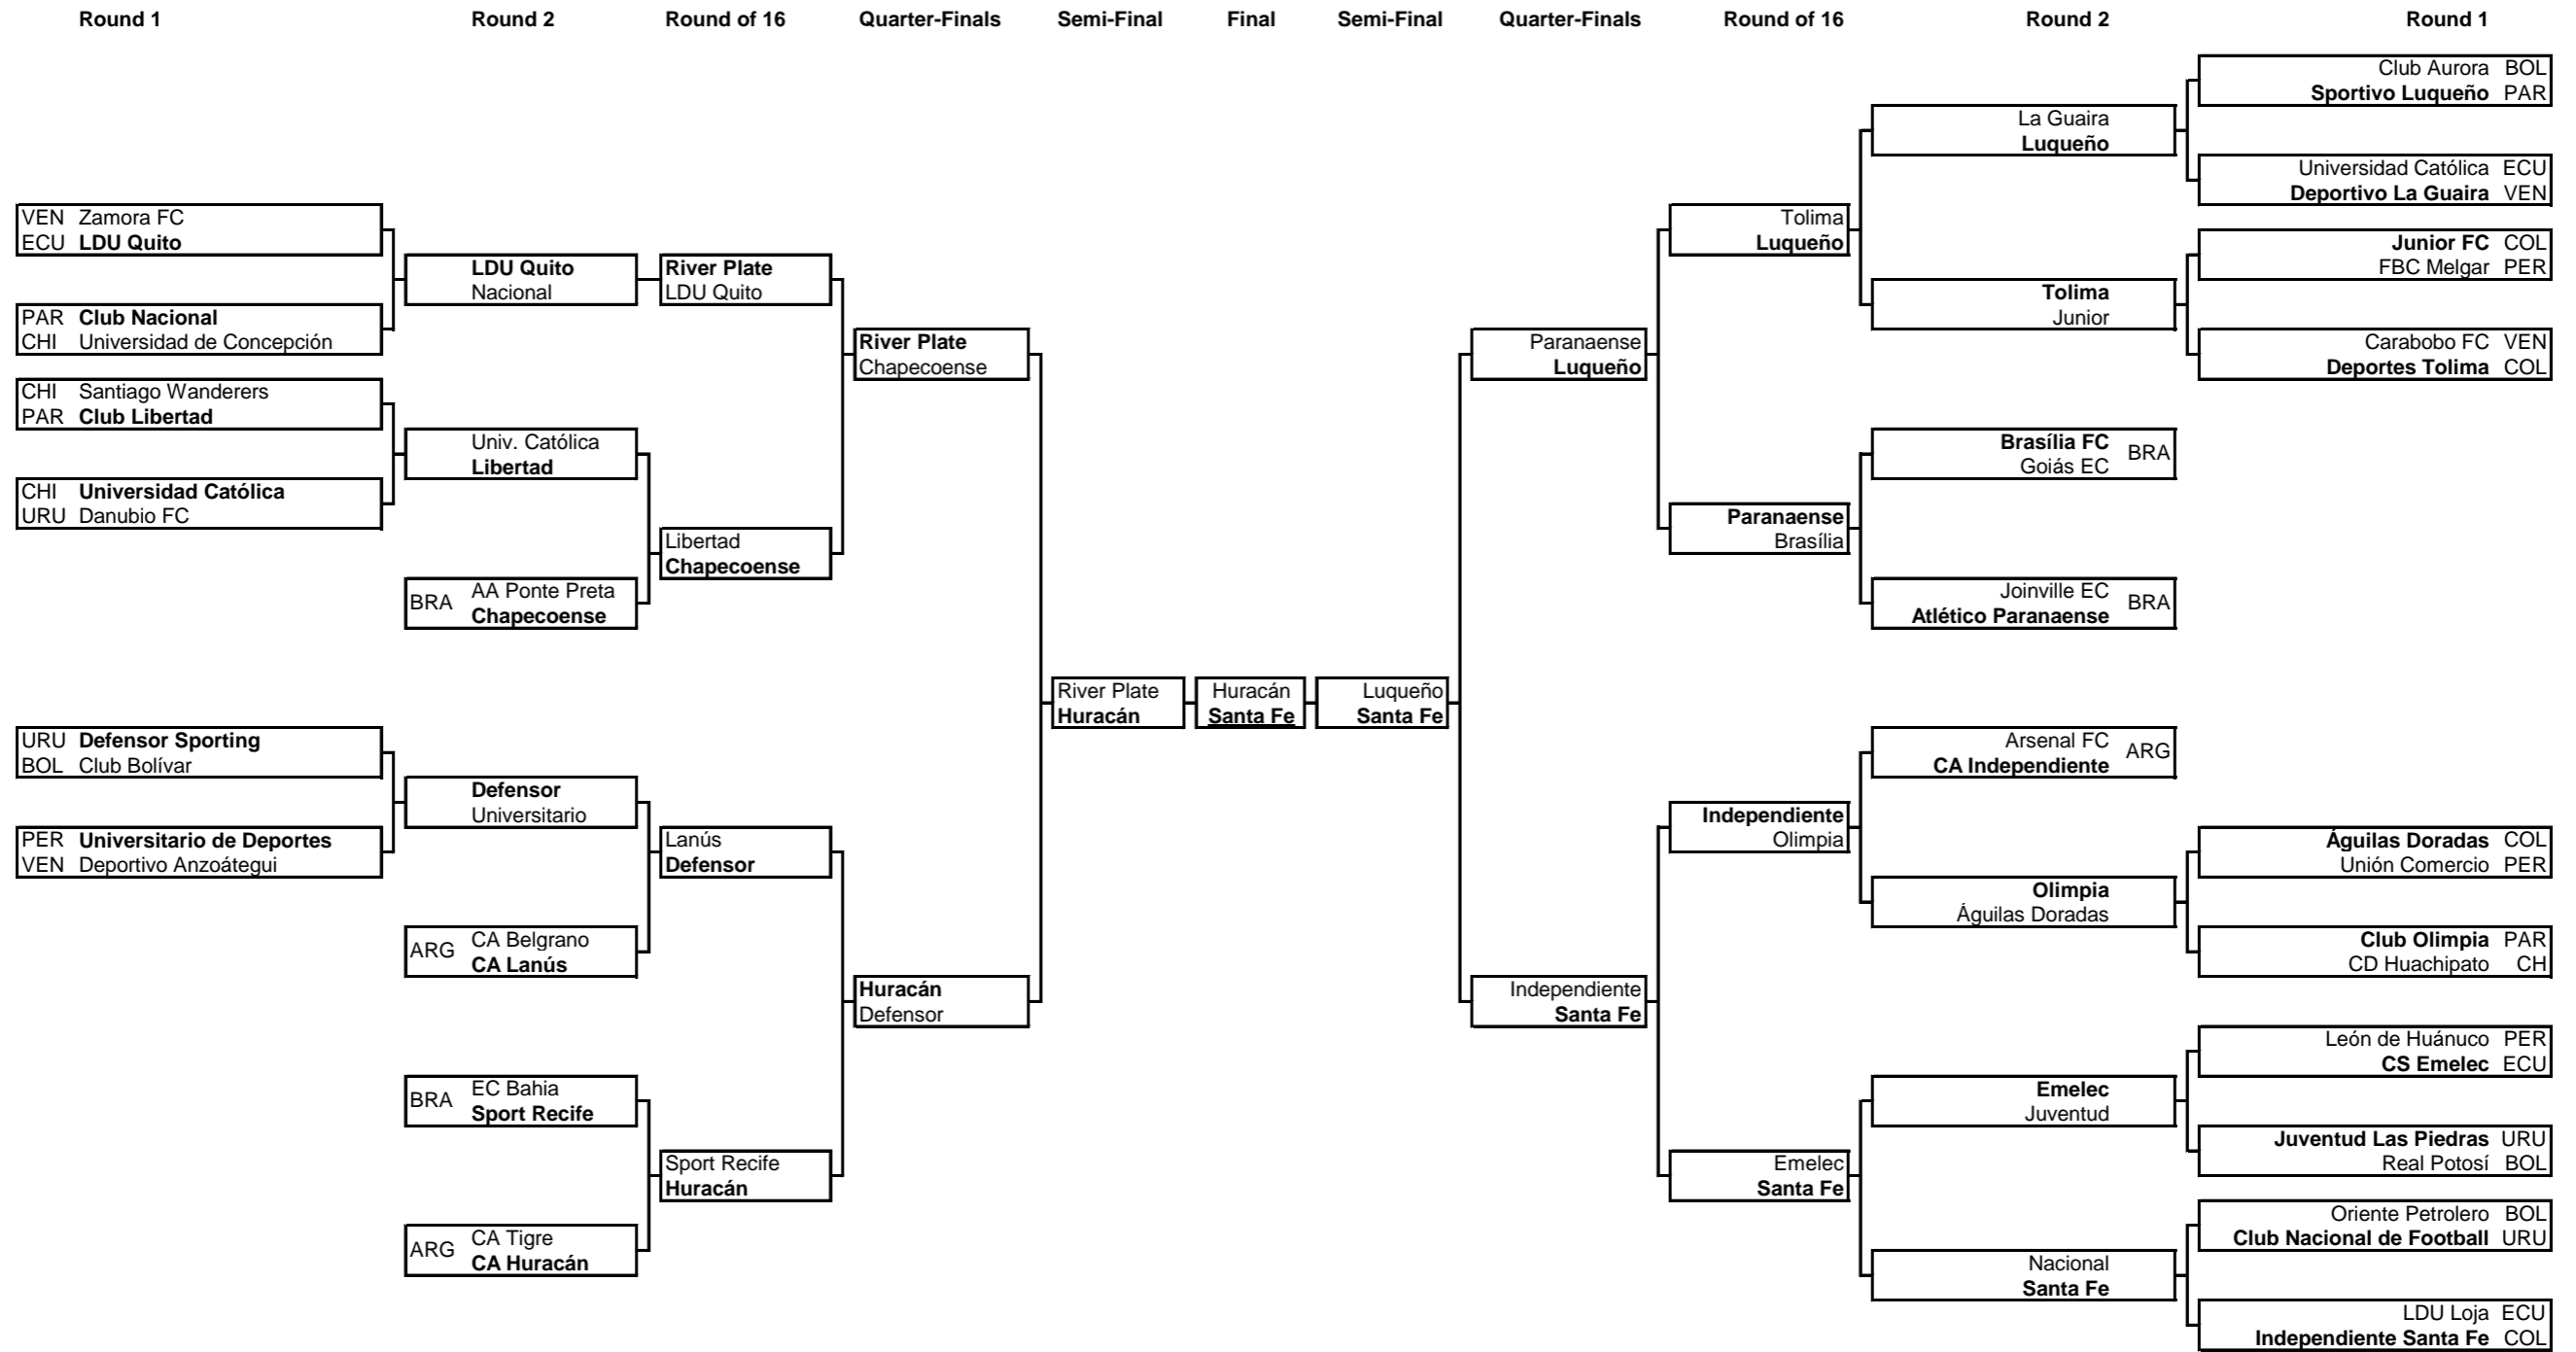 Round 1 Round 2 Round of 16 Quarter-Finals Semi-Final Final Semi-Final Quarter-Finals Round of 16 Round 2 Round 1
VEN Zamora FC
ECU LDU Quito
PAR Club Nacional
CHI Universidad de Concepción
CHI Santiago Wanderers
PAR Club Libertad
CHI Universidad Católica
URU Danubio FC
URU Defensor Sporting
BOL Club Bolívar
PER Universitario de Deportes
VEN Deportivo Anzoátegui
LDU Quito
Nacional
Univ. Católica
Libertad
BRA
AA Ponte Preta
Chapecoense
Defensor
Universitario
ARG
CA Belgrano
CA Lanús
BRA
EC Bahia
Sport Recife
ARG
CA Tigre
CA Huracán
River Plate
LDU Quito
Libertad
Chapecoense
Lanús
Defensor
Sport Recife
Huracán
River Plate
Chapecoense
Huracán
Defensor
River Plate
Huracán
Huracán
Santa Fe
Luqueño
Santa Fe
Paranaense
Luqueño
Independiente
Santa Fe
Tolima
Luqueño
Paranaense
Brasília
Independiente
Olimpia
Emelec
Santa Fe
La Guaira
Luqueño
Tolima
Junior
Brasília FC
Goiás EC
BRA
Joinville EC
Atlético Paranaense
BRA
Arsenal FC
CA Independiente
ARG
Olimpia
Águilas Doradas
Emelec
Juventud
Nacional
Santa Fe
Club Aurora BOL
Sportivo Luqueño PAR
Universidad Católica ECU
Deportivo La Guaira VEN
Junior FC COL
FBC Melgar PER
Carabobo FC VEN
Deportes Tolima COL
Águilas Doradas COL
Unión Comercio PER
Club Olimpia PAR
CD Huachipato CH
León de Huánuco PER
CS Emelec ECU
Juventud Las Piedras URU
Real Potosí BOL
Oriente Petrolero BOL
Club Nacional de Football URU
LDU Loja ECU
Independiente Santa Fe COL